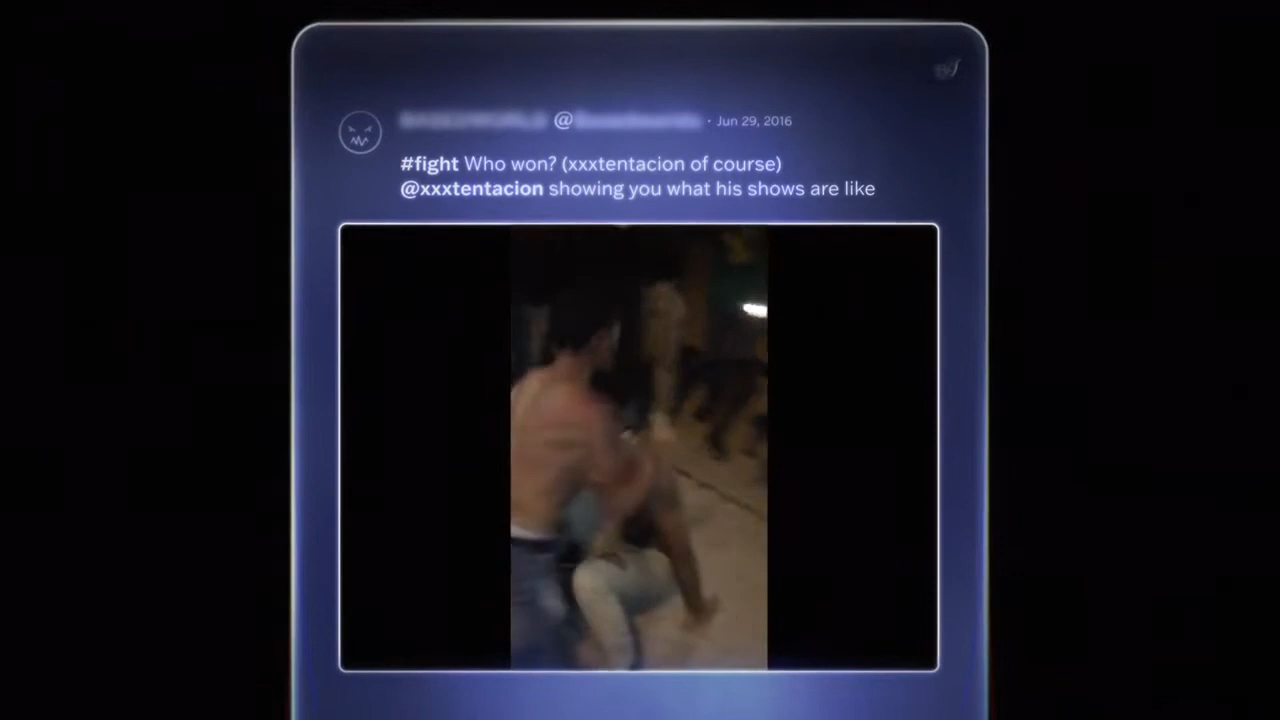 @ · Jun 29, 2016
#fight Who won? (xxxtentacion of course)
@xxxtentacion showing you what his shows are like